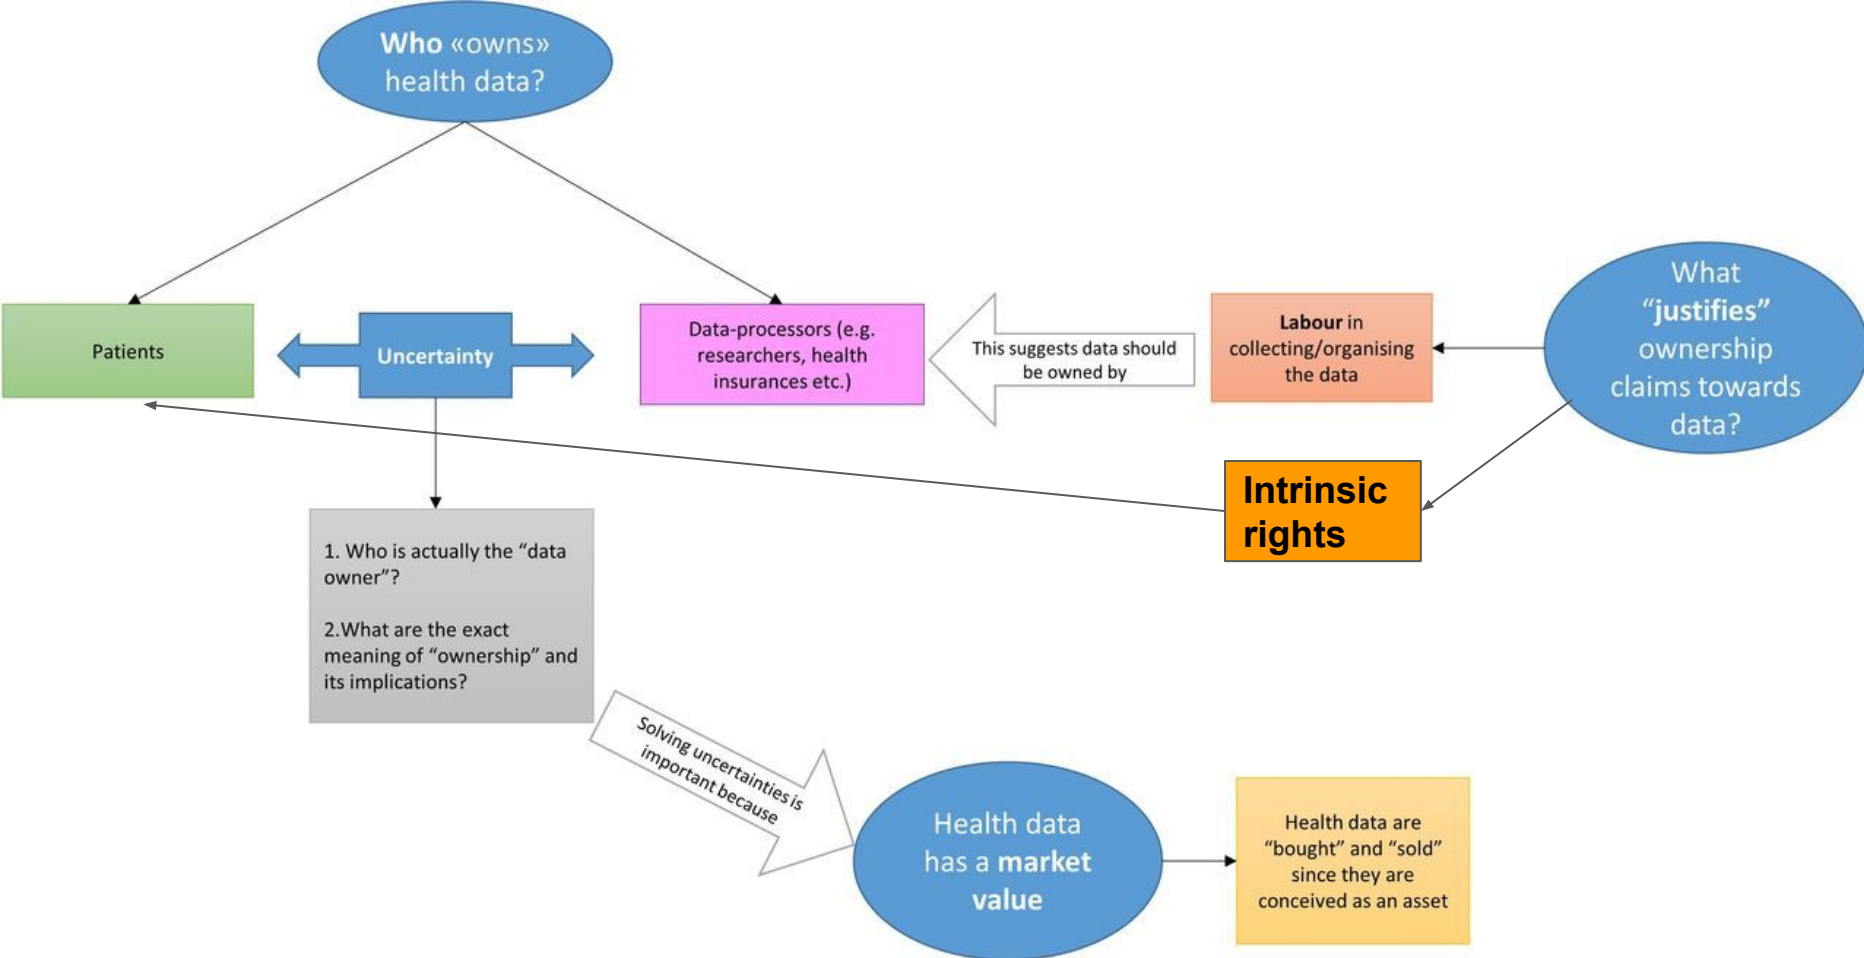 Who «owns»
health data?
Patients
Uncertainty
Data-processors (e.g.
researchers, health
insurances etc.)
This suggests data should
be owned by
Labour in
collecting/organising
the data
What
“justifies”
ownership
claims towards
data?
Intrinsic
rights
1. Who is actually the “data
owner”?
2.What are the exact
meaning of “ownership” and
its implications?
Solving uncertainties is
important because
Health data
has a market
value
Health data are
“bought” and “sold”
since they are
conceived as an asset